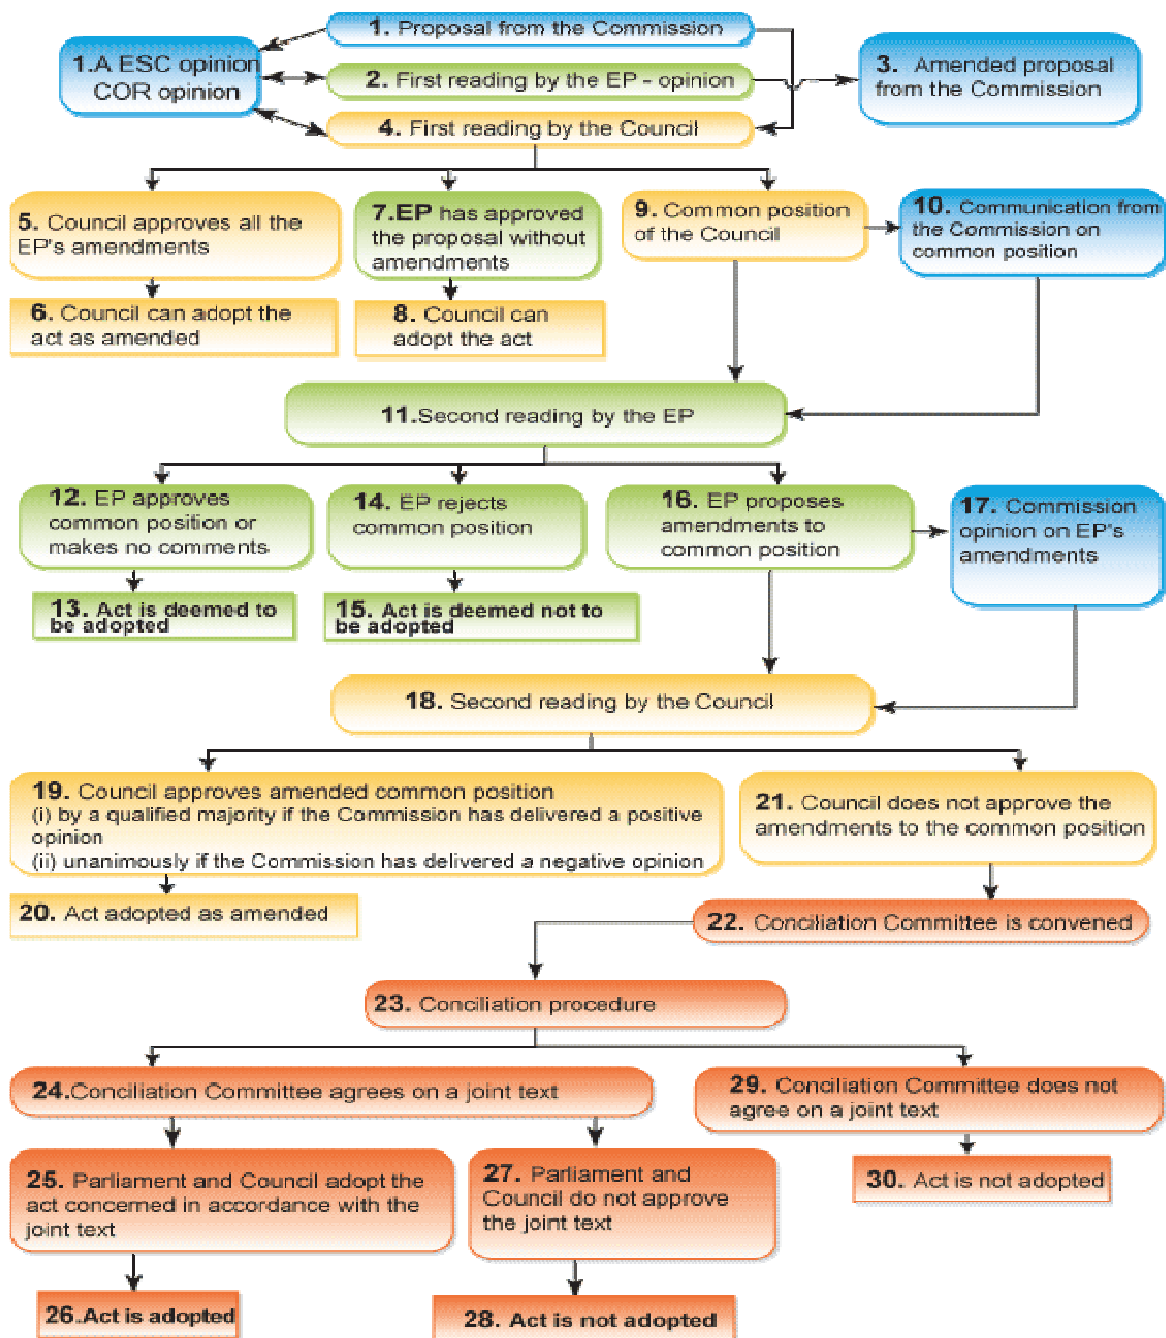 1. Proposal from the Commission
1.A ESC opinion
COR opinion
2. First reading by the EP - opinion
3. Amended proposal
from the Commission
4. First reading by the Council
5. Council approves all the
EP's amendments
6. Council can adopt the
act as amended
7.EP has approved
the proposal without
amendments
8. Council can
adopt the act
9. Common position
of the Council
10. Communication from
the Commission on
common position
11.Second reading by the EP
12. EP approves
common position or
makes no comments
13. Act is deemed to
be adopted
14. EP rejects
common position
15. Act is deemed not to
be adopted
16. EP proposes
amendments to
common position
17. Commission
opinion on EP's
amendments
18. Second reading by the Council
19. Council approves amended common position
(i) by a qualified majority if the Commission has delivered a positive
opinion
(ii) unanimously if the Commission has delivered a negative opinion
20. Act adopted as amended
21. Council does not approve the
amendments to the common position
22. Conciliation Committee is convened
23. Conciliation procedure
24.Conciliation Committee agrees on a joint text
25. Parliament and Council adopt the
act concerned in accordance with the
joint text
26.Act is adopted
27. Parliament and
Council do not approve
the joint text
28. Act is not adopted
29. Conciliation Committee does not
agree on a joint text
30. Act is not adopted